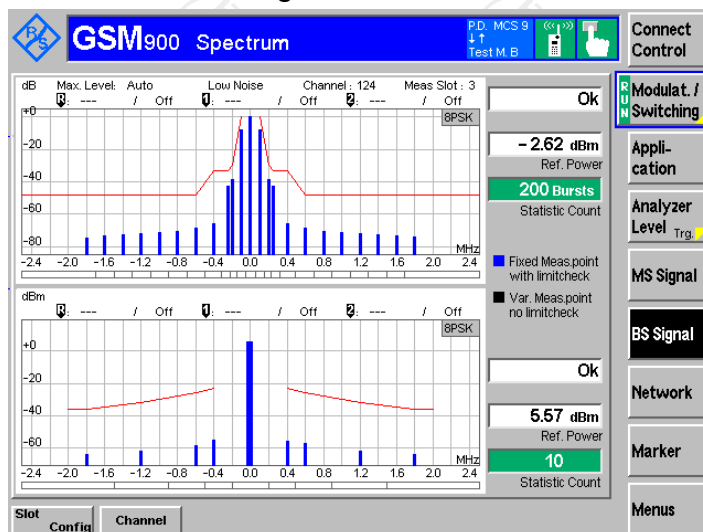 R/S GSM900 Spectrum
P.D. MCS 9
↓↑
Test M. B
Connect Control
dB Max. Level: Auto Low Noise Channel : 124 Meas Slot : 3
R: --- / Off 1: --- / Off 2: --- / Off
8PSK
+0
-20
-40
-60
-80
MHz
-2.4 -2.0 -1.6 -1.2 -0.8 -0.4 0.0 0.4 0.8 1.2 1.6 2.0 2.4
Ok
- 2.62 dBm
Ref. Power
200 Bursts
Statistic Count
Fixed Meas.point
with limitcheck
Var. Meas.point
no limitcheck
dBm
R: --- / Off 1: --- / Off 2: --- / Off
8PSK
+0
-20
-40
-60
MHz
-2.4 -2.0 -1.6 -1.2 -0.8 -0.4 0.0 0.4 0.8 1.2 1.6 2.0 2.4
Ok
5.57 dBm
Ref. Power
10
Statistic Count
RUN
Modulat. /
Switching
Appli-
cation
Analyzer
Level Trg.
MS Signal
BS Signal
Network
Marker
Menus
Slot
Config
Channel